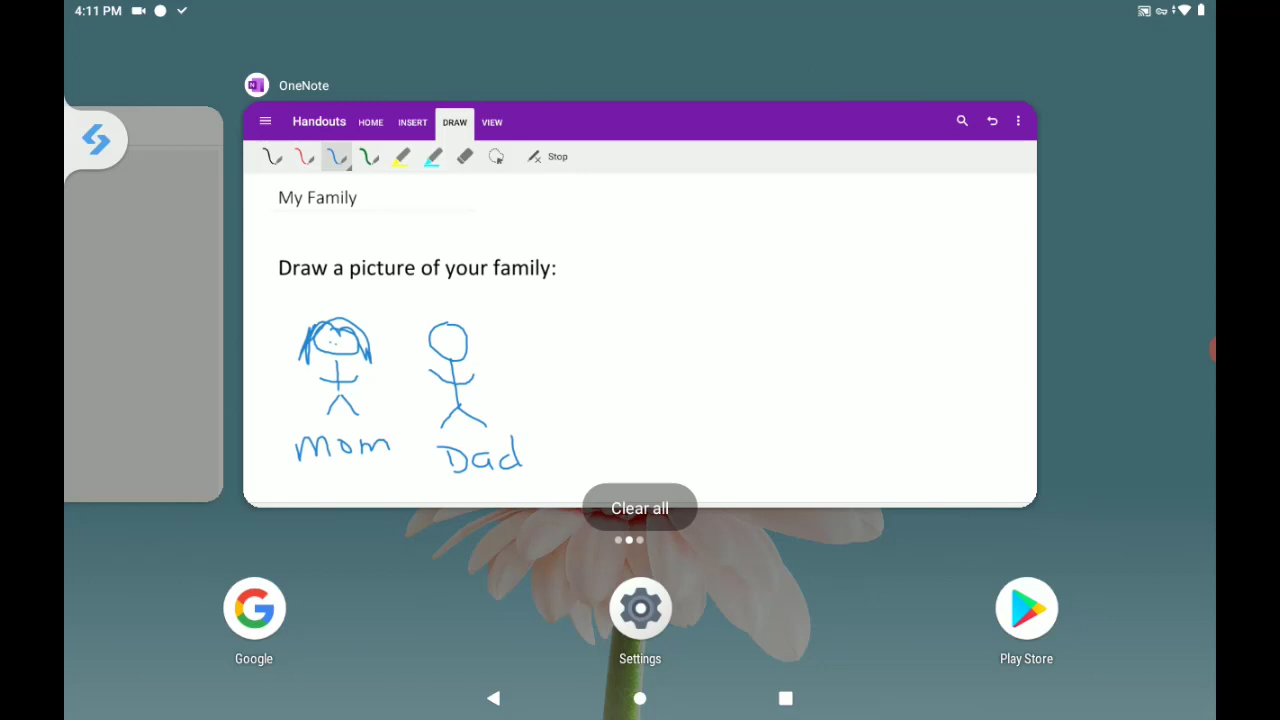 4:11 PM
OneNote
Handouts HOME INSERT DRAW VIEW
Stop
My Family
Draw a picture of your family:
Mom Dad
Clear all
Google Settings Play Store